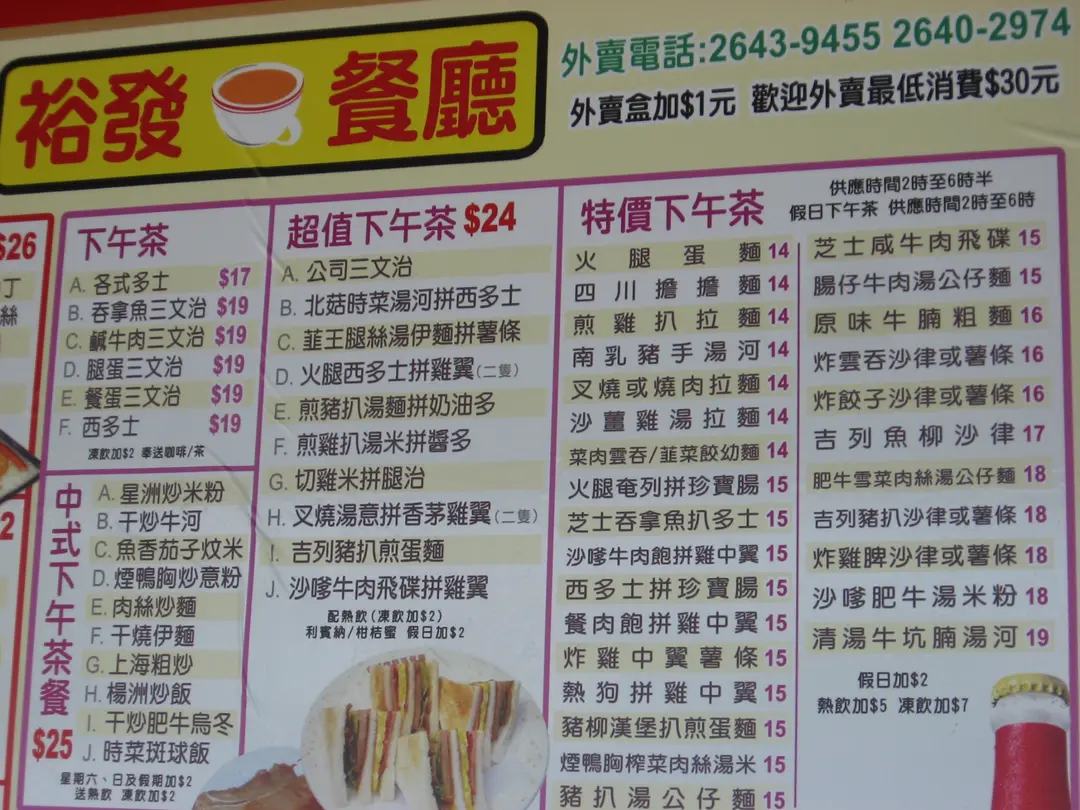 裕發 餐廳
外賣電話:2643-9455 2640-2974
外賣盒加$1元 歡迎外賣最低消費$30元
$26
丁
絲
2
下午茶
A. 各式多士 $17
B. 吞拿魚三文治 $19
C. 鹹牛肉三文治 $19
D. 腿蛋三文治 $19
E. 餐蛋三文治 $19
F. 西多士 $19
凍飲加$2 奉送咖啡/茶
中式下午茶餐
$25
A. 星洲炒米粉
B. 干炒牛河
C. 魚香茄子炆米
D. 煙鴨胸炒意粉
E. 肉絲炒麵
F. 干燒伊麵
G. 上海粗炒
H. 楊洲炒飯
I. 干炒肥牛烏冬
J. 時菜斑球飯
星期六、日及假期加$2
送熱飲 凍飲加$2
超值下午茶 $24
A. 公司三文治
B. 北菇時菜湯河拼西多士
C. 韮王腿絲湯伊麵拼薯條
D. 火腿西多士拼雞翼(二隻)
E. 煎豬扒湯麵拼奶油多
F. 煎雞扒湯米拼醬多
G. 切雞米拼腿治
H. 叉燒湯意拼香茅雞翼(二隻)
I. 吉列豬扒煎蛋麵
J. 沙嗲牛肉飛碟拼雞翼
配熱飲(凍飲加$2)
利賓納/柑桔蜜 假日加$2
特價下午茶
供應時間2時至6時半
假日下午茶 供應時間2時至6時
火腿蛋麵 14
四川擔擔麵 14
煎雞扒拉麵 14
南乳豬手湯河 14
叉燒或燒肉拉麵 14
沙薑雞湯拉麵 14
菜肉雲吞/韮菜餃幼麵 14
火腿奄列拼珍寶腸 15
芝士吞拿魚扒多士 15
沙嗲牛肉飽拼雞中翼 15
西多士拼珍寶腸 15
餐肉飽拼雞中翼 15
炸雞中翼薯條 15
熱狗拼雞中翼 15
豬柳漢堡扒煎蛋麵 15
煙鴨胸榨菜肉絲湯米 15
豬扒湯公仔麵 15
芝士咸牛肉飛碟 15
腸仔牛肉湯公仔麵 15
原味牛腩粗麵 16
炸雲吞沙律或薯條 16
炸餃子沙律或薯條 16
吉列魚柳沙律 17
肥牛雪菜肉絲湯公仔麵 18
吉列豬扒沙律或薯條 18
炸雞脾沙律或薯條 18
沙嗲肥牛湯米粉 18
清湯牛坑腩湯河 19
假日加$2
熱飲加$5 凍飲加$7